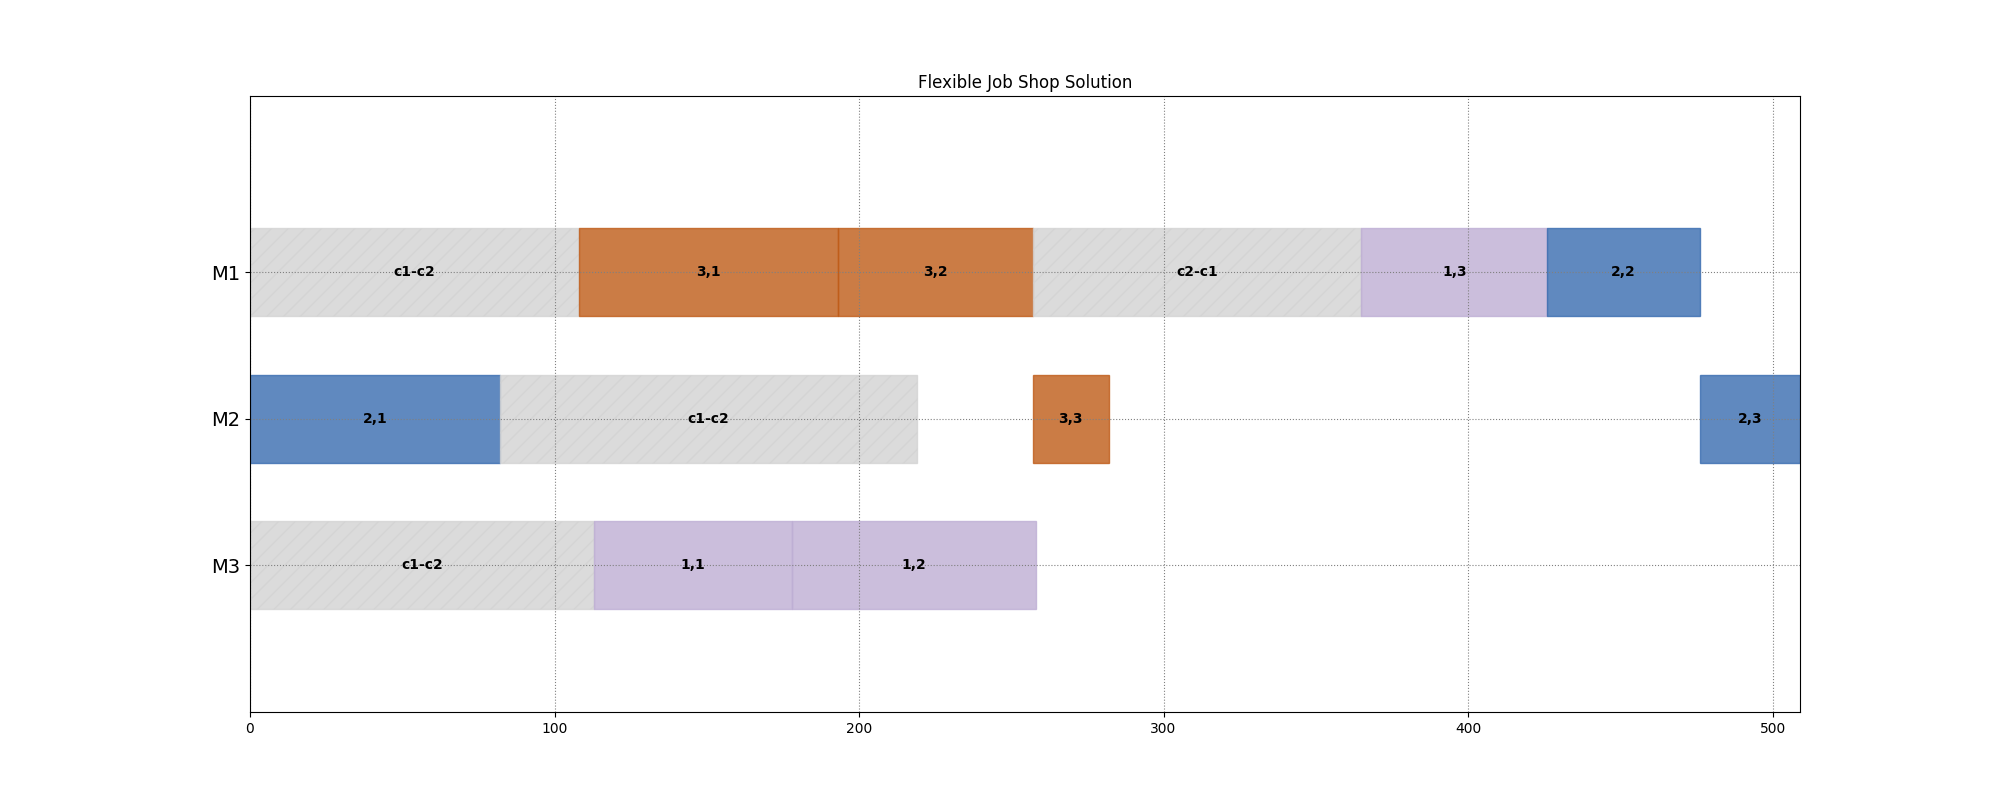 Flexible Job Shop Solution
M1 c1-c2 3,1 3,2 c2-c1 1,3 2,2
M2 2,1 c1-c2 3,3 2,3
M3 c1-c2 1,1 1,2
0 100 200 300 400 500